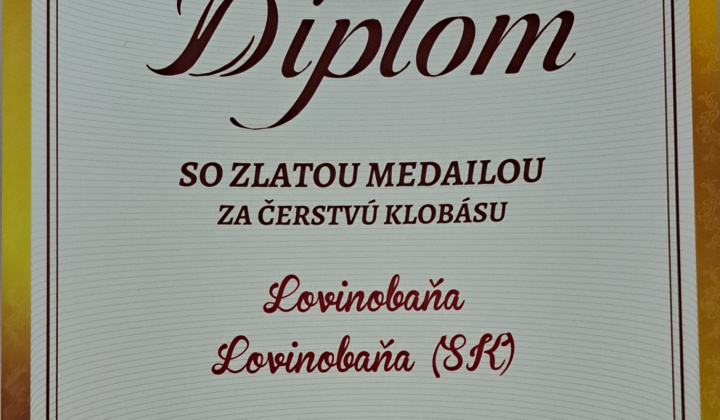 Diplom
SO ZLATOU MEDAILOU
ZA ČERSTVÚ KLOBÁSU
Lovinobaňa
Lovinobaňa (SK)